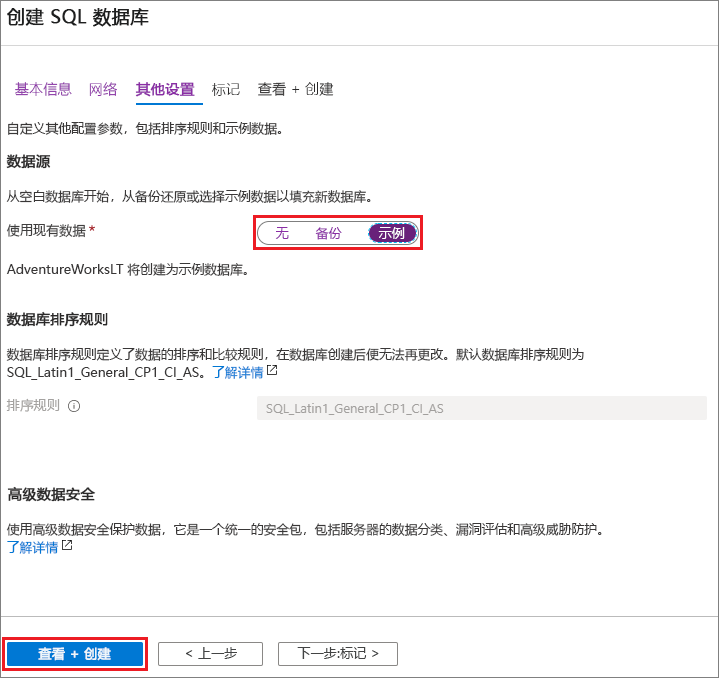 创建 SQL 数据库
基本信息 网络 其他设置 标记 查看 + 创建
自定义其他配置参数，包括排序规则和示例数据。
数据源
从空白数据库开始，从备份还原或选择示例数据以填充新数据库。
使用现有数据 * 无 备份 示例
AdventureWorksLT 将创建为示例数据库。
数据库排序规则
数据库排序规则定义了数据的排序和比较规则，在数据库创建后便无法再更改。默认数据库排序规则为
SQL_Latin1_General_CP1_CI_AS。了解详情
排序规则 SQL_Latin1_General_CP1_CI_AS
高级数据安全
使用高级数据安全保护数据，它是一个统一的安全包，包括服务器的数据分类、漏洞评估和高级威胁防护。
了解详情
查看 + 创建 < 上一步 下一步:标记 >